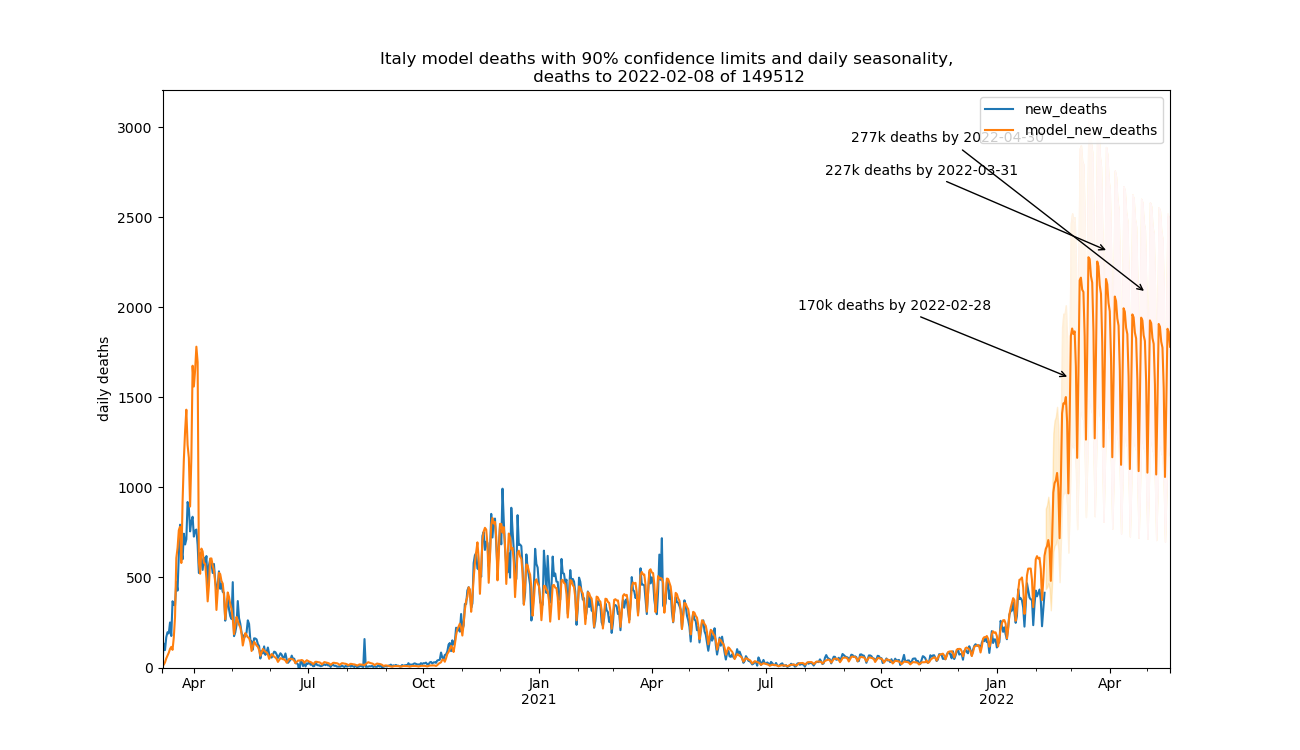 Italy model deaths with 90% confidence limits and daily seasonality,
deaths to 2022-02-08 of 149512
new_deaths
model_new_deaths
277k deaths by 2022-04-30
227k deaths by 2022-03-31
170k deaths by 2022-02-28
daily deaths
3000
2500
2000
1500
1000
500
0
Apr
Jul
Oct
Jan
2021
Apr
Jul
Oct
Jan
2022
Apr